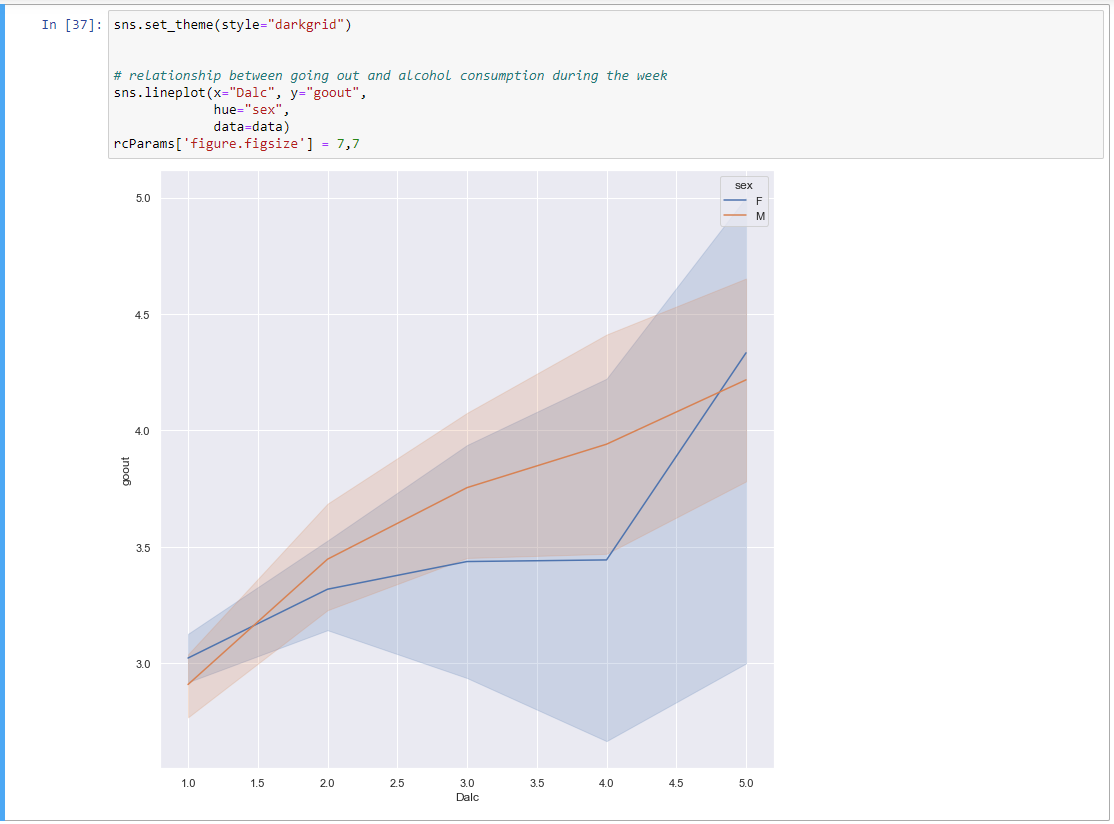 In [37]: sns.set_theme(style="darkgrid")
# relationship between going out and alcohol consumption during the week
sns.lineplot(x="Dalc", y="goout",
hue="sex",
data=data)
rcParams['figure.figsize'] = 7,7
sex
F
M
5.0
4.5
4.0
3.5
3.0
goout
1.0 1.5 2.0 2.5 3.0 3.5 4.0 4.5 5.0
Dalc